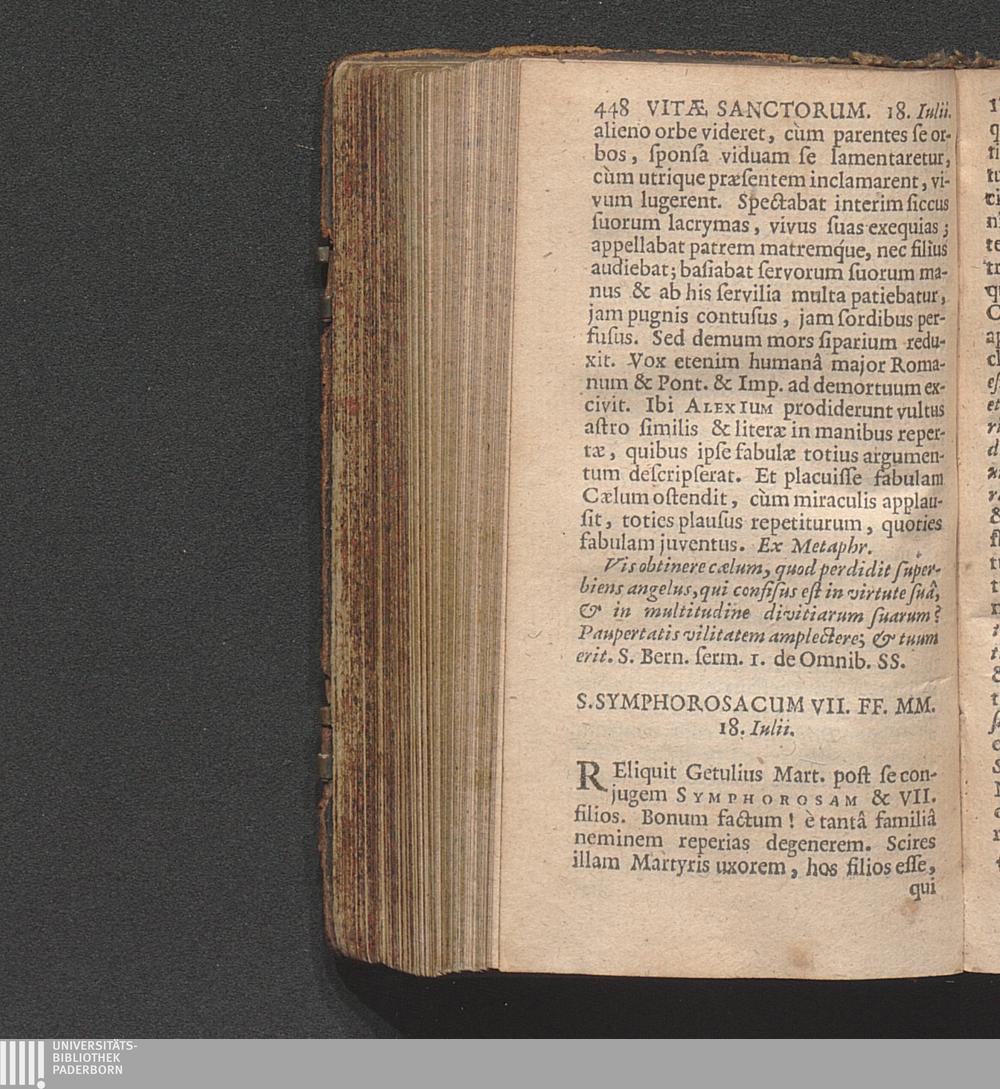 448 VITÆ SANCTORUM. 18. Iulii.
alieno orbe videret, cùm parentes ſe or-
bos, ſponſa viduam ſe lamentaretur,
cùm utrique præſentem inclamarent, vi-
vum lugerent. Spectabat interim ſiccus
ſuorum lacrymas, vivus ſuas exequias;
appellabat patrem matremq́ue, nec filius
audiebat; baſiabat ſervorum ſuorum ma-
nus & ab his ſervilia multa patiebatur,
jam pugnis contuſus, jam ſordibus per-
fuſus. Sed demum mors ſiparium redu-
xit. Vox etenim humanâ major Roma-
num & Pont. & Imp. ad demortuum ex-
civit. Ibi ALEXIUM prodiderunt vultus
aſtro ſimilis & literæ in manibus reper-
tæ, quibus ipſe fabulæ totius argumen-
tum deſcripſerat. Et placuiſſe fabulam
Cælum oſtendit, cùm miraculis applau-
ſit, toties plauſus repetiturum, quoties
fabulam juventus. Ex Metaphr.
Vis obtinere cælum, quod perdidit ſuper-
biens angelus, qui confiſus eſt in virtute ſuâ,
& in multitudine divitiarum ſuarum?
Paupertatis vilitatem amplectere; & tuum
erit. S. Bern. ſerm. 1. de Omnib. SS.
S. SYMPHOROSA CUM VII. FF. MM.
18. Iulii.
REliquit Getulius Mart. poſt ſe con-
jugem SYMPHOROSAM & VII.
filios. Bonum factum! è tantâ familiâ
neminem reperias degenerem. Scires
illam Martyris uxorem, hos filios eſſe,
qui
UNIVERSITÄTS-
BIBLIOTHEK
PADERBORN